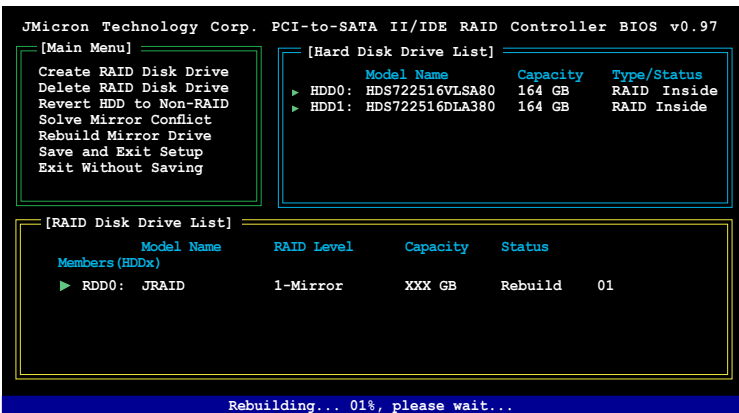 JMicron Technology Corp. PCI-to-SATA II/IDE RAID Controller BIOS v0.97
[Main Menu]
Create RAID Disk Drive
Delete RAID Disk Drive
Revert HDD to Non-RAID
Solve Mirror Conflict
Rebuild Mirror Drive
Save and Exit Setup
Exit Without Saving
[Hard Disk Drive List]
Model Name Capacity Type/Status
HDD0: HDS722516VLSA80 164 GB RAID Inside
HDD1: HDS722516DLA380 164 GB RAID Inside
[RAID Disk Drive List]
Model Name RAID Level Capacity Status
Members(HDDx)
RDD0: JRAID 1-Mirror XXX GB Rebuild 01
Rebuilding... 01%, please wait...